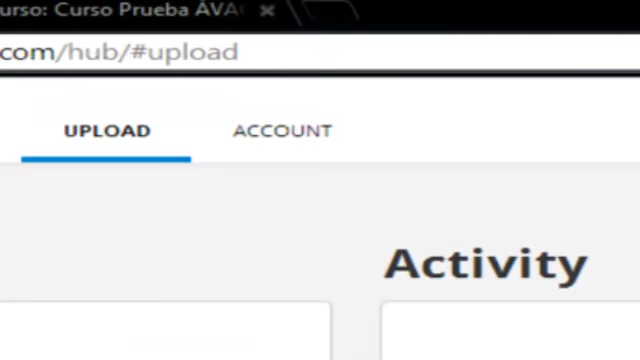 urso: Curso Prueba ÁVA
com/hub/#upload
UPLOAD ACCOUNT
Activity